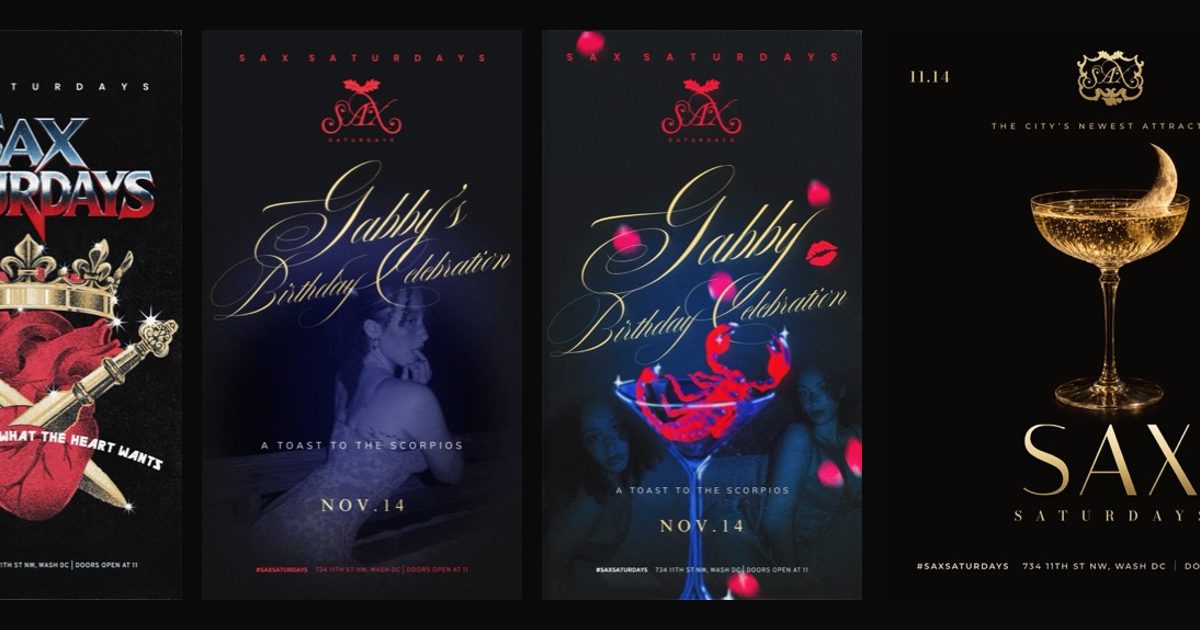 TURDAYS
SAX
URDAYS
WHAT THE HEART WANTS
11TH ST NW, WASH DC | DOORS OPEN AT 11
SAX SATURDAYS
SAX
SATURDAYS
Gabby's
Birthday Celebration
A TOAST TO THE SCORPIOS
NOV.14
#SAXSATURDAYS 734 11TH ST NW, WASH DC | DOORS OPEN AT 11
SAX SATURDAYS
SAX
SATURDAYS
Gabby
Birthday Celebration
A TOAST TO THE SCORPIOS
NOV.14
#SAXSATURDAYS 734 11TH ST NW, WASH DC | DOORS OPEN AT 11
11.14
SAX
THE CITY'S NEWEST ATTRACT
SAX
SATURDAYS
#SAXSATURDAYS 734 11TH ST NW, WASH DC | DO